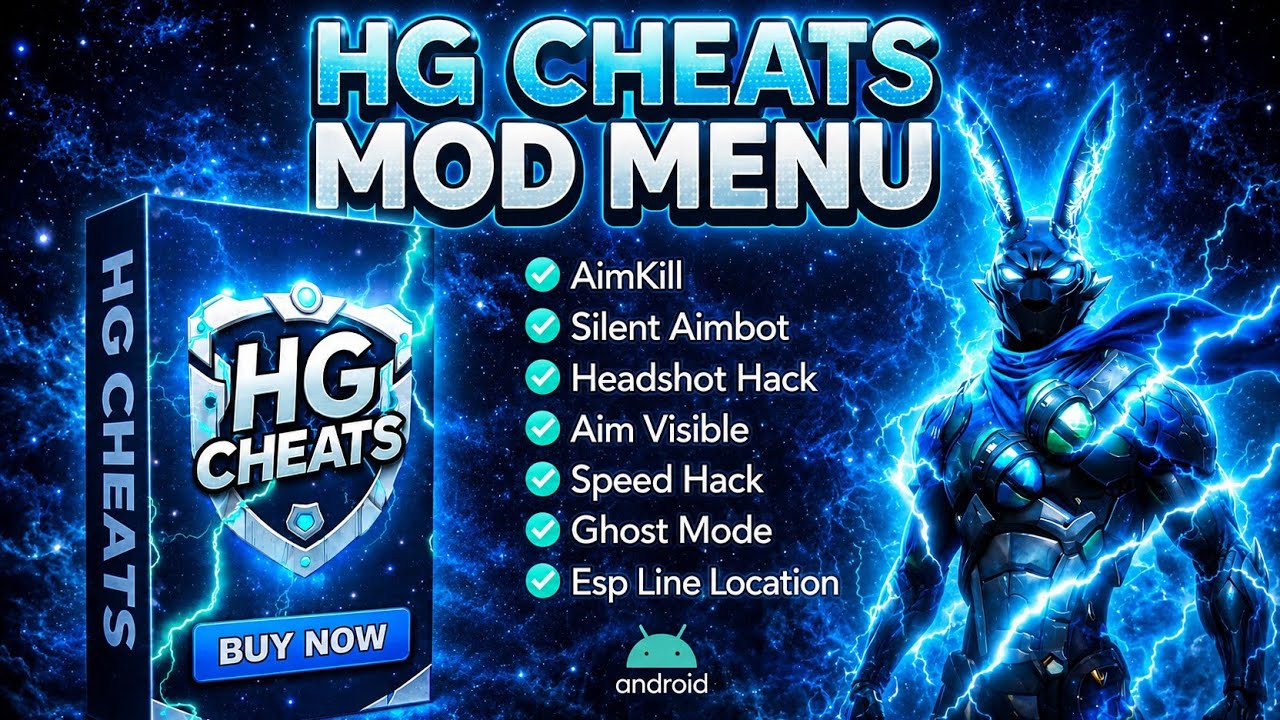 HG CHEATS
MOD MENU
HG CHEATS
HG
CHEATS
BUY NOW
AimKill
Silent Aimbot
Headshot Hack
Aim Visible
Speed Hack
Ghost Mode
Esp Line Location
android